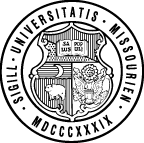 · SIGILL · UNIVERSITATIS · MISSOURIEN ·
MDCCCXXXIX